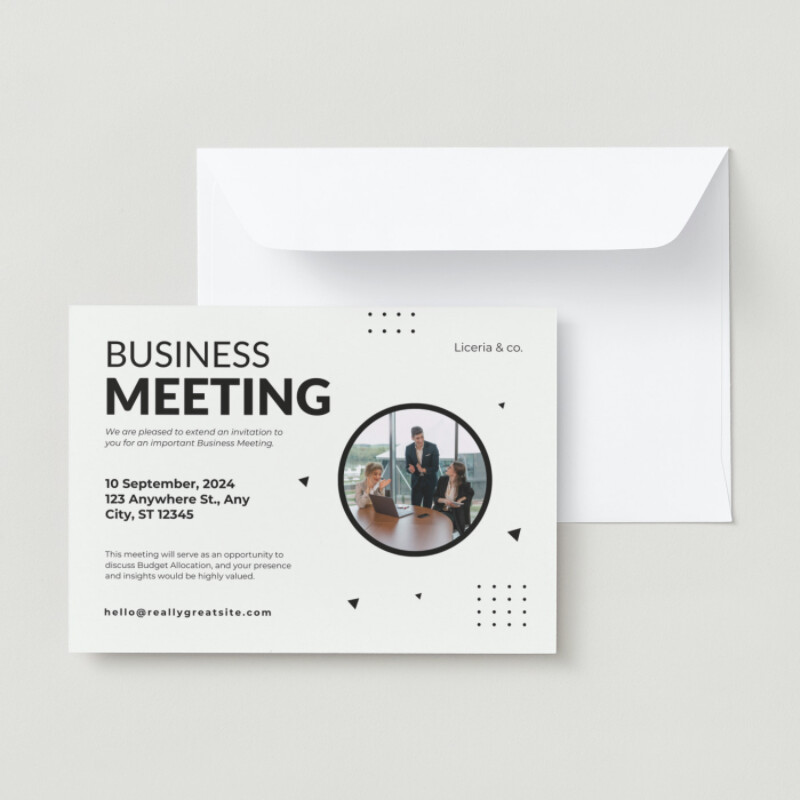 BUSINESS
MEETING
Liceria & co.
We are pleased to extend an invitation to
you for an important Business Meeting.
10 September, 2024
123 Anywhere St., Any
City, ST 12345
This meeting will serve as an opportunity to
discuss Budget Allocation, and your presence
and insights would be highly valued.
hello@reallygreatsite.com